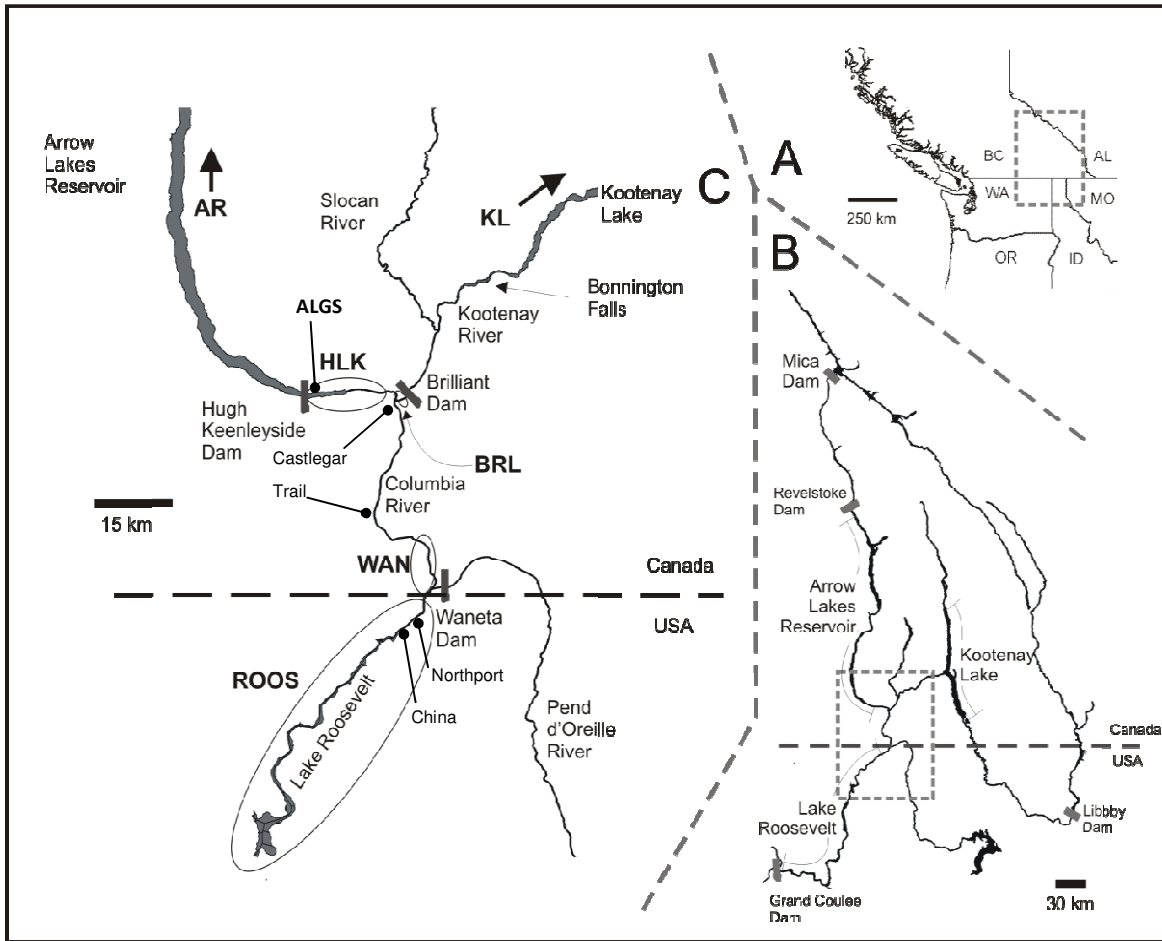 Arrow
Lakes
Reservoir
AR
Slocan
River
KL
Kootenay
Lake
Bonnington
Falls
Kootenay
River
ALGS
HLK
Brilliant
Dam
Hugh
Keenleyside
Dam
Castlegar
BRL
Columbia
River
Trail
15 km
WAN
Canada
USA
Waneta
Dam
ROOS
Northport
China
Lake Roosevelt
Pend
d'Oreille
River
C
A
BC
AL
WA
MO
250 km
OR
ID
B
Mica
Dam
Revelstoke
Dam
Arrow
Lakes
Reservoir
Kootenay
Lake
Canada
USA
Lake
Roosevelt
Libbby
Dam
Grand Coulee
Dam
30 km